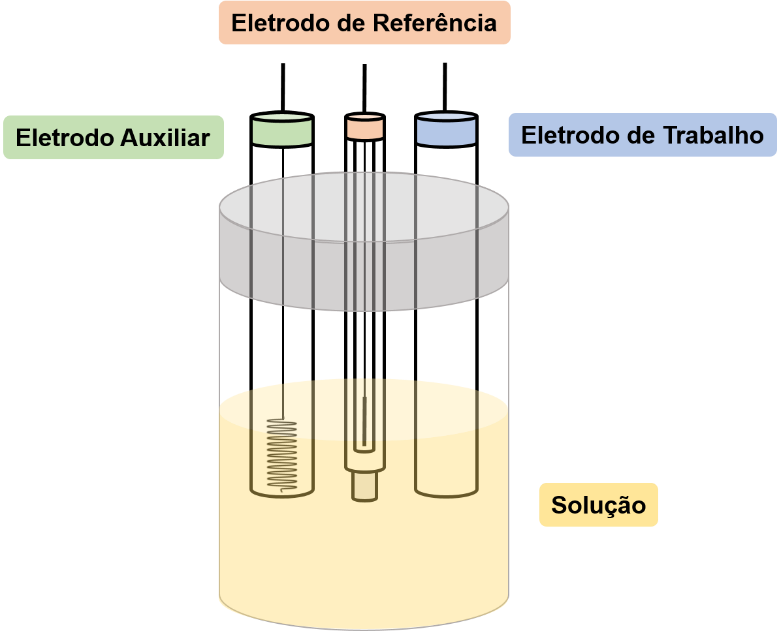 Eletrodo de Referência
Eletrodo Auxiliar
Eletrodo de Trabalho
Solução